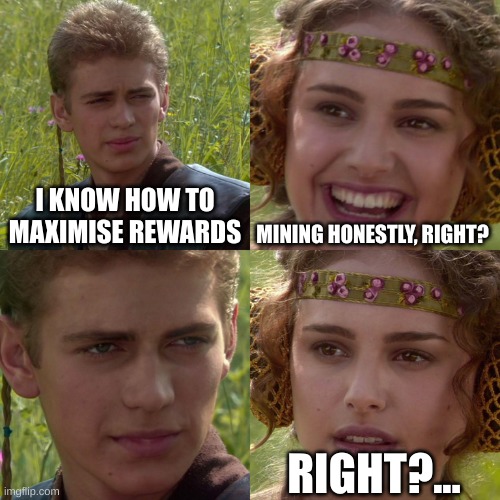 I KNOW HOW TO
MAXIMISE REWARDS
MINING HONESTLY, RIGHT?
RIGHT?...
imgflip.com